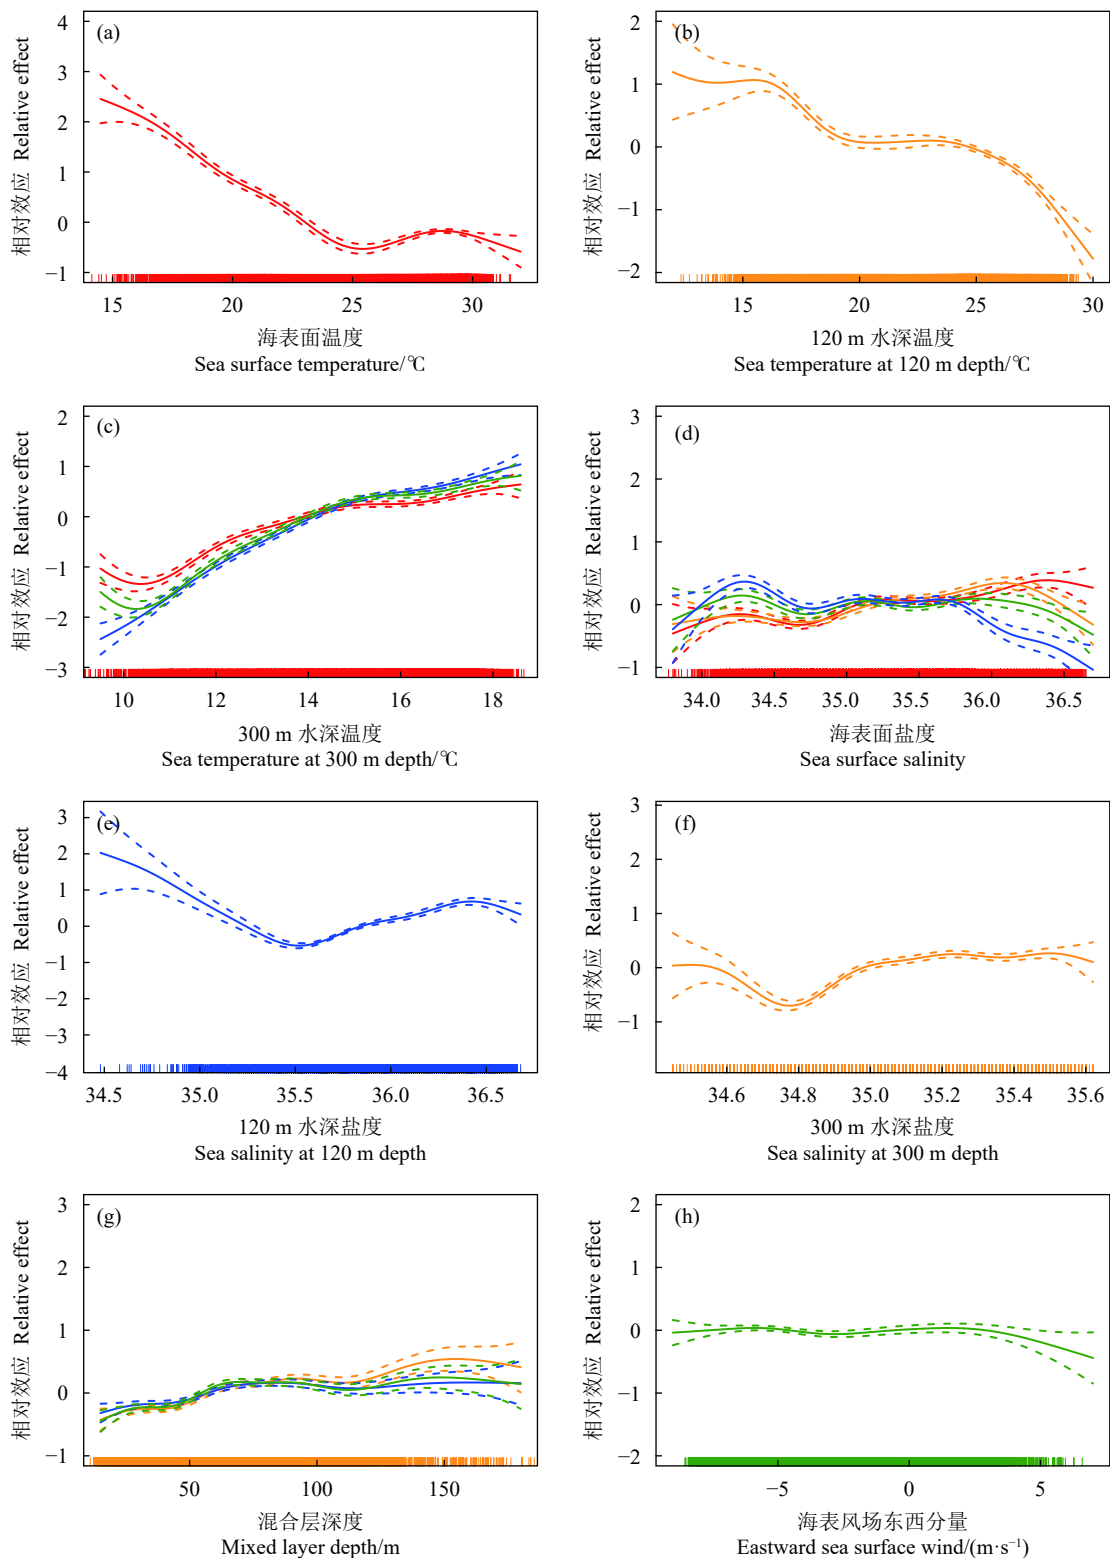 (a)
相对效应 Relative effect
4
3
2
1
0
−1
15 20 25 30
海表面温度
Sea surface temperature/℃
(b)
相对效应 Relative effect
2
1
0
−1
−2
15 20 25 30
120 m 水深温度
Sea temperature at 120 m depth/℃
(c)
相对效应 Relative effect
2
1
0
−1
−2
−3
10 12 14 16 18
300 m 水深温度
Sea temperature at 300 m depth/℃
(d)
相对效应 Relative effect
3
2
1
0
−1
34.0 34.5 35.0 35.5 36.0 36.5
海表面盐度
Sea surface salinity
(e)
相对效应 Relative effect
3
2
1
0
−1
−2
−3
−4
34.5 35.0 35.5 36.0 36.5
120 m 水深盐度
Sea salinity at 120 m depth
(f)
相对效应 Relative effect
3
2
1
0
−1
34.6 34.8 35.0 35.2 35.4 35.6
300 m 水深盐度
Sea salinity at 300 m depth
(g)
相对效应 Relative effect
3
2
1
0
−1
50 100 150
混合层深度
Mixed layer depth/m
(h)
相对效应 Relative effect
2
1
0
−1
−2
−5 0 5
海表风场东西分量
Eastward sea surface wind/(m·s⁻¹)